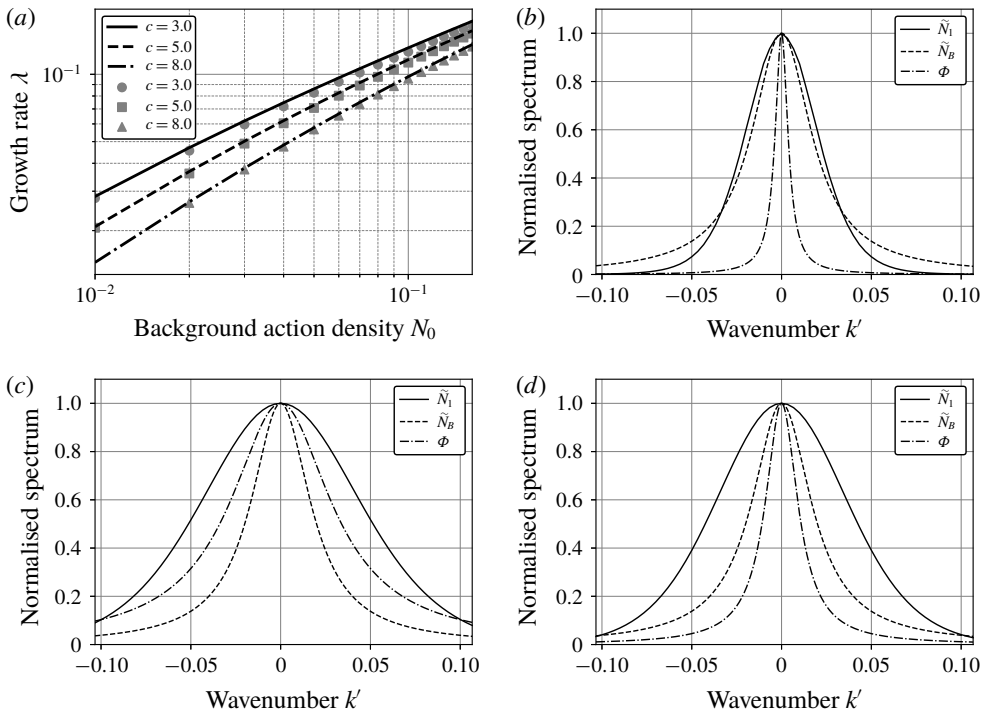 (a)
c = 3.0
c = 5.0
c = 8.0
c = 3.0
c = 5.0
c = 8.0
10⁻¹
Growth rate λ
10⁻² 10⁻¹
Background action density N₀
(b)
Ñ₁
Ñ_B
Φ
1.0
0.8
0.6
0.4
0.2
0
Normalised spectrum
−0.10 −0.05 0 0.05 0.10
Wavenumber k′
(c)
Ñ₁
Ñ_B
Φ
1.0
0.8
0.6
0.4
0.2
0
Normalised spectrum
−0.10 −0.05 0 0.05 0.10
Wavenumber k′
(d)
Ñ₁
Ñ_B
Φ
1.0
0.8
0.6
0.4
0.2
0
Normalised spectrum
−0.10 −0.05 0 0.05 0.10
Wavenumber k′